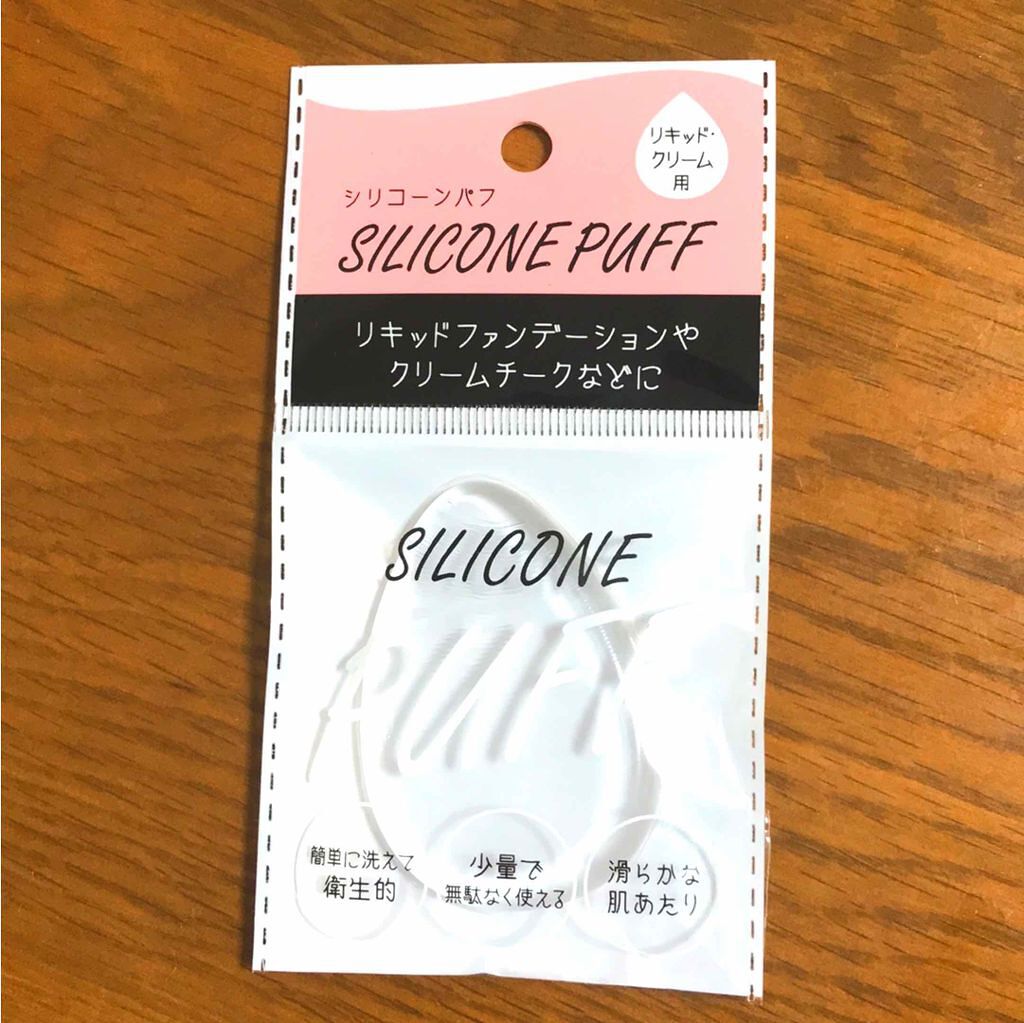 リキッド・
クリーム
用
シリコーンパフ
SILICONE PUFF
リキッドファンデーションや
クリームチークなどに
SILICONE
PUFF
簡単に洗えて
衛生的
少量で
無駄なく使える
滑らかな
肌あたり